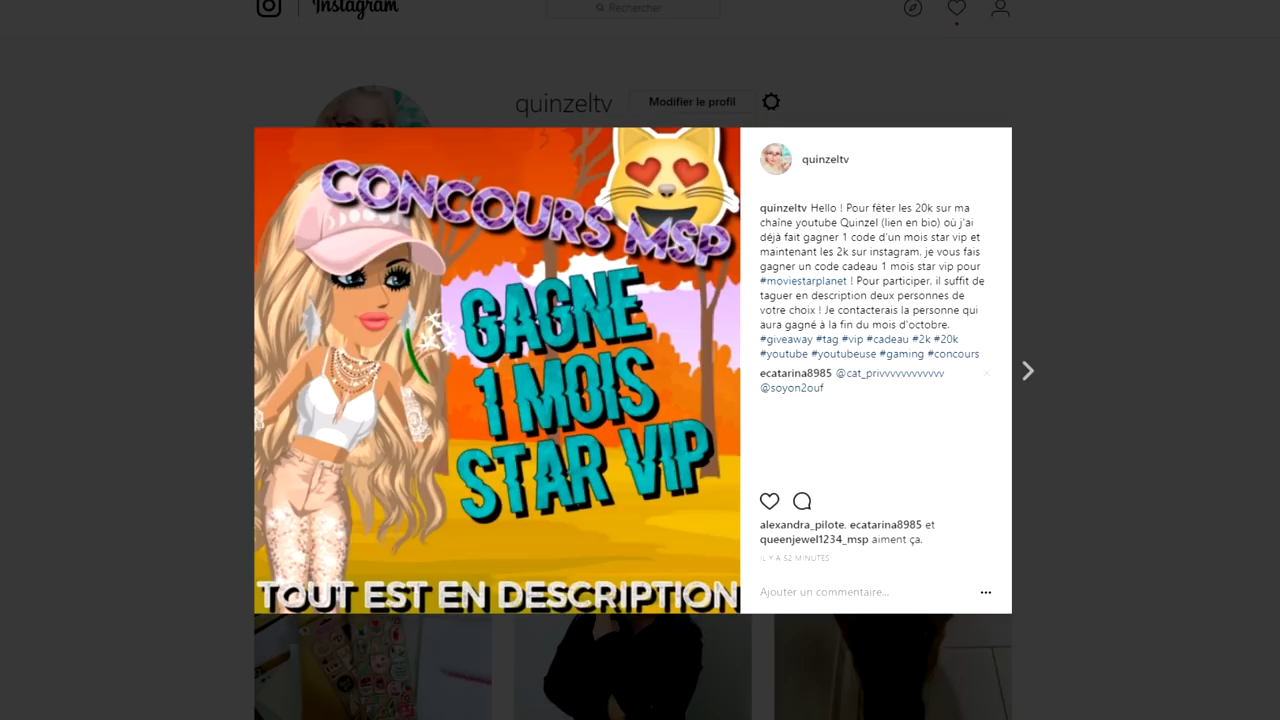 Instagram
Rechercher
quinzeltv
Modifier le profil
CONCOURS MSP
GAGNE
1 MOIS
STAR VIP
TOUT EST EN DESCRIPTION
quinzeltv
quinzeltv Hello ! Pour fêter les 20k sur ma
chaîne youtube Quinzel (lien en bio) où j'ai
déjà fait gagner 1 code d'un mois star vip et
maintenant les 2k sur instagram, je vous fais
gagner un code cadeau 1 mois star vip pour
#moviestarplanet ! Pour participer, il suffit de
taguer en description deux personnes de
votre choix ! Je contacterais la personne qui
aura gagné à la fin du mois d'octobre.
#giveaway #tag #vip #cadeau #2k #20k
#youtube #youtubeuse #gaming #concours
ecatarina8985 @cat_privvvvvvvvvvvv
@soyon2ouf
alexandra_pilote, ecatarina8985 et
queenjewel1234_msp aiment ça.
IL Y A 52 MINUTES
Ajouter un commentaire...